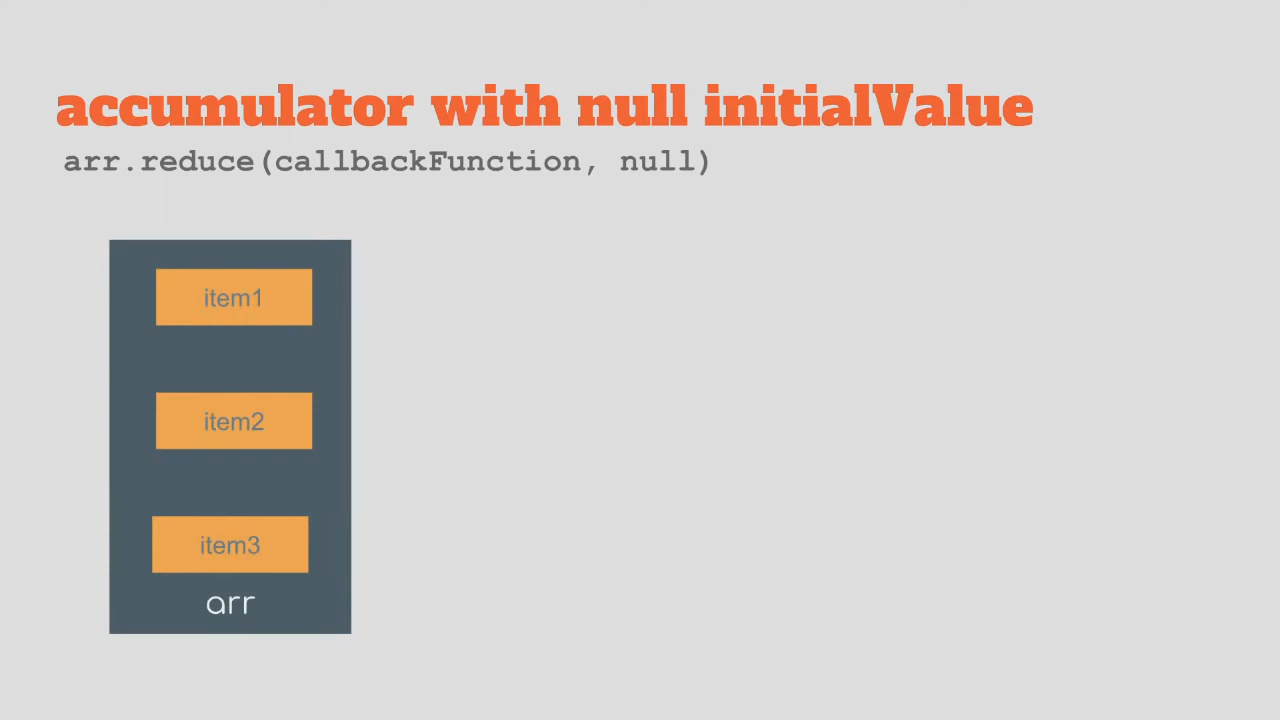 accumulator with null initialValue
arr.reduce(callbackFunction, null)
item1
item2
item3
arr